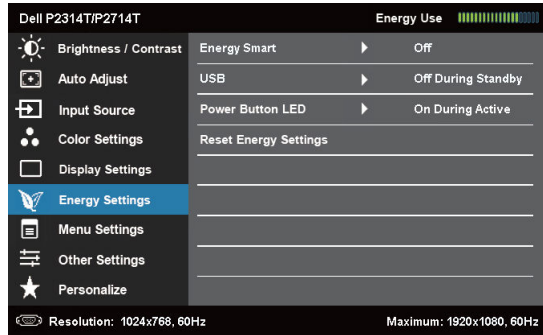 Dell P2314T/P2714T Energy Use
Brightness / Contrast Energy Smart Off
Auto Adjust USB Off During Standby
Input Source Power Button LED On During Active
Color Settings Reset Energy Settings
Display Settings
Energy Settings
Menu Settings
Other Settings
Personalize
Resolution: 1024x768, 60Hz Maximum: 1920x1080, 60Hz